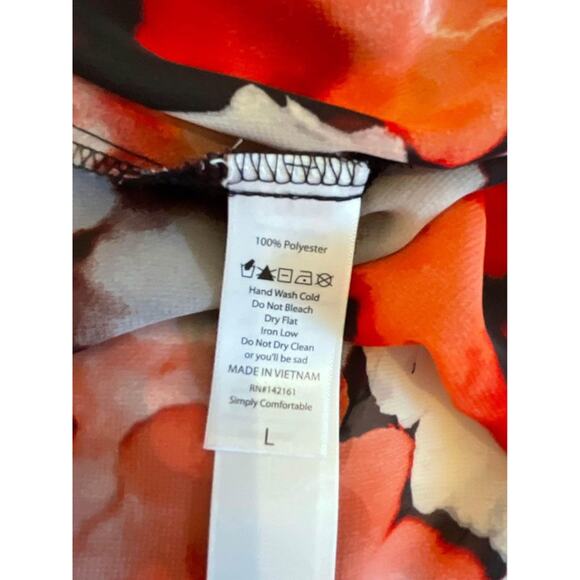 100% Polyester
Hand Wash Cold
Do Not Bleach
Dry Flat
Iron Low
Do Not Dry Clean
or you'll be sad
MADE IN VIETNAM
RN#142161
Simply Comfortable
L